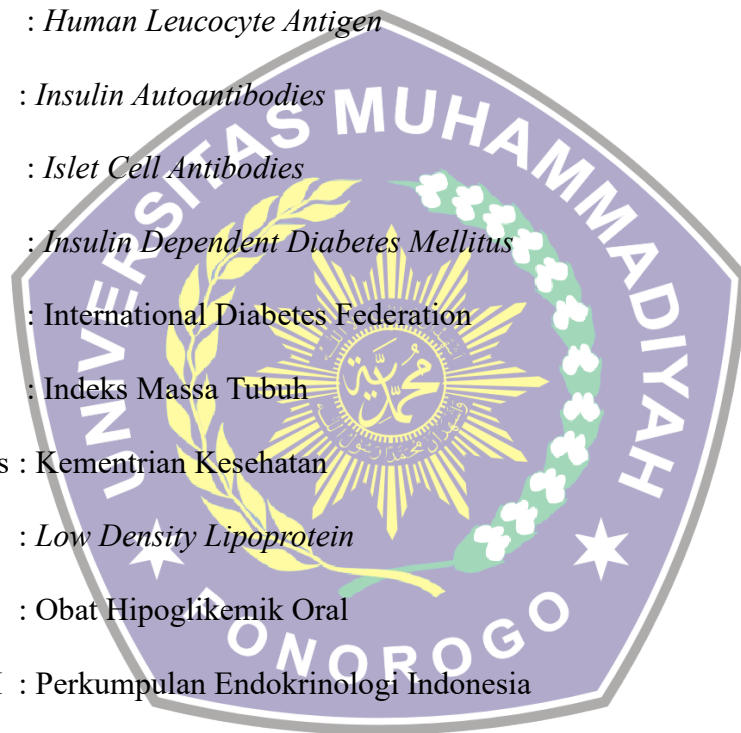 : Human Leucocyte Antigen
: Insulin Autoantibodies
: Islet Cell Antibodies
: Insulin Dependent Diabetes Mellitus
: International Diabetes Federation
: Indeks Massa Tubuh
s : Kementrian Kesehatan
: Low Density Lipoprotein
: Obat Hipoglikemik Oral
I : Perkumpulan Endokrinologi Indonesia
UNIVERSITAS MUHAMMADIYAH
PONOROGO
محمدية